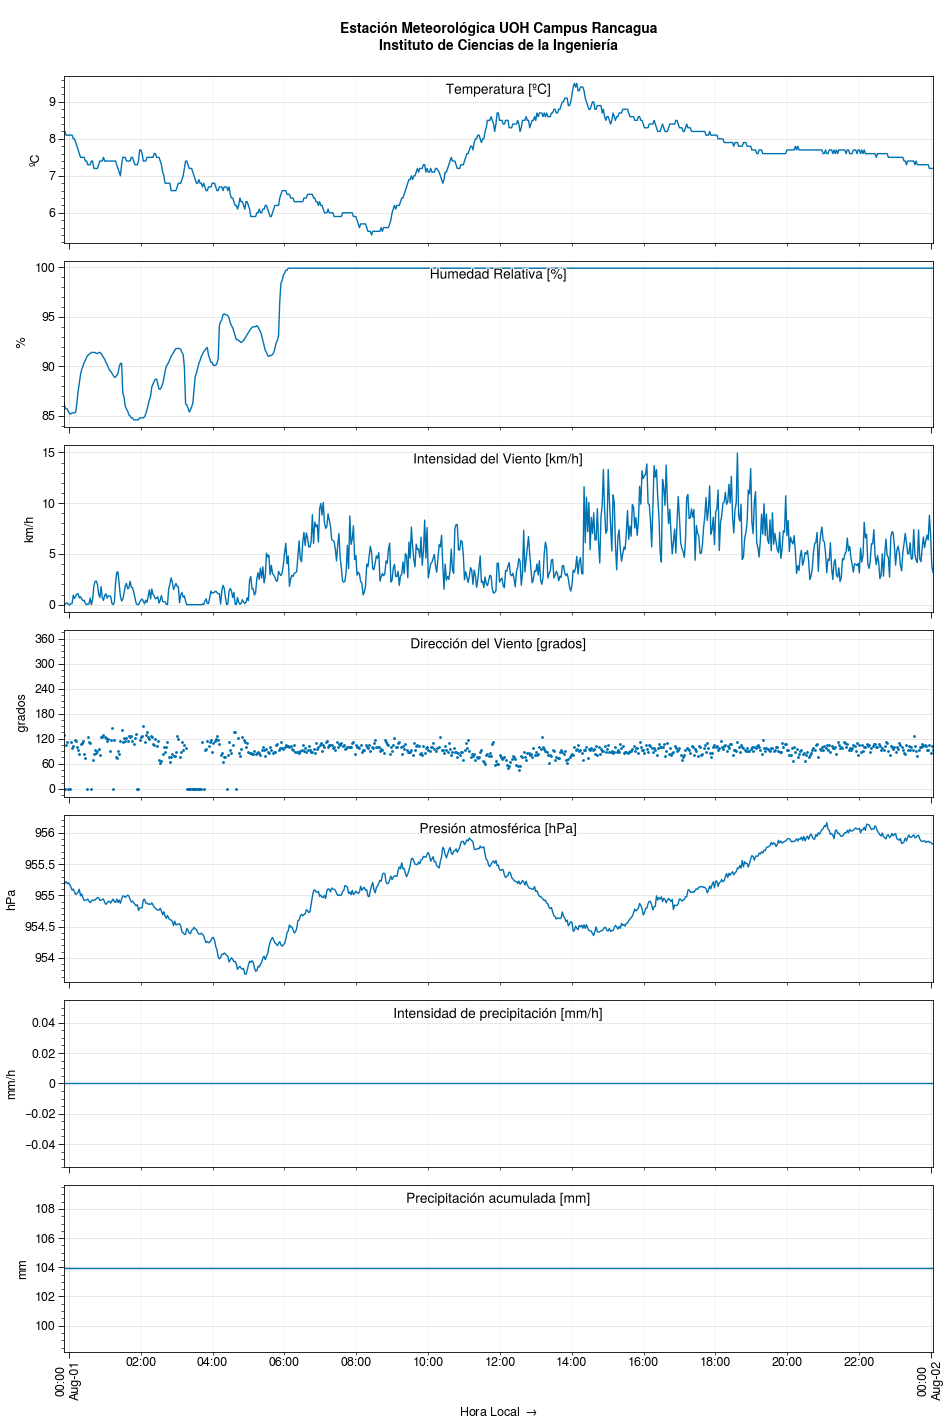 Estación Meteorológica UOH Campus Rancagua
Instituto de Ciencias de la Ingeniería
Temperatura [ºC]
ºC
9
8
7
6
Humedad Relativa [%]
%
100
95
90
85
Intensidad del Viento [km/h]
km/h
15
10
5
0
Dirección del Viento [grados]
grados
360
300
240
180
120
60
0
Presión atmosférica [hPa]
hPa
956
955.5
955
954.5
954
Intensidad de precipitación [mm/h]
mm/h
0.04
0.02
0
−0.02
−0.04
Precipitación acumulada [mm]
mm
108
106
104
102
100
00:00
Aug-01
02:00
04:00
06:00
08:00
10:00
12:00
14:00
16:00
18:00
20:00
22:00
00:00
Aug-02
Hora Local →